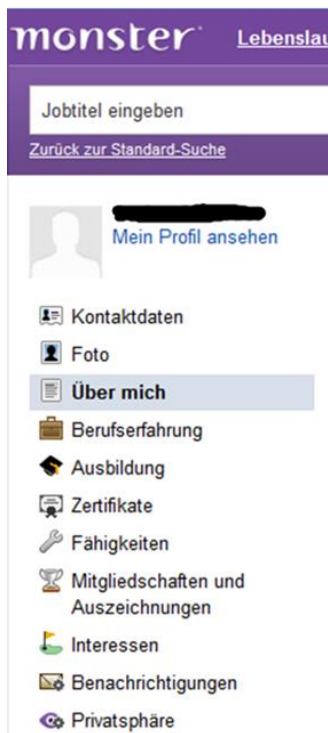 monster
Lebenslau
Jobtitel eingeben
Zurück zur Standard-Suche
Mein Profil ansehen
Kontaktdaten
Foto
Über mich
Berufserfahrung
Ausbildung
Zertifikate
Fähigkeiten
Mitgliedschaften und
Auszeichnungen
Interessen
Benachrichtigungen
Privatsphäre